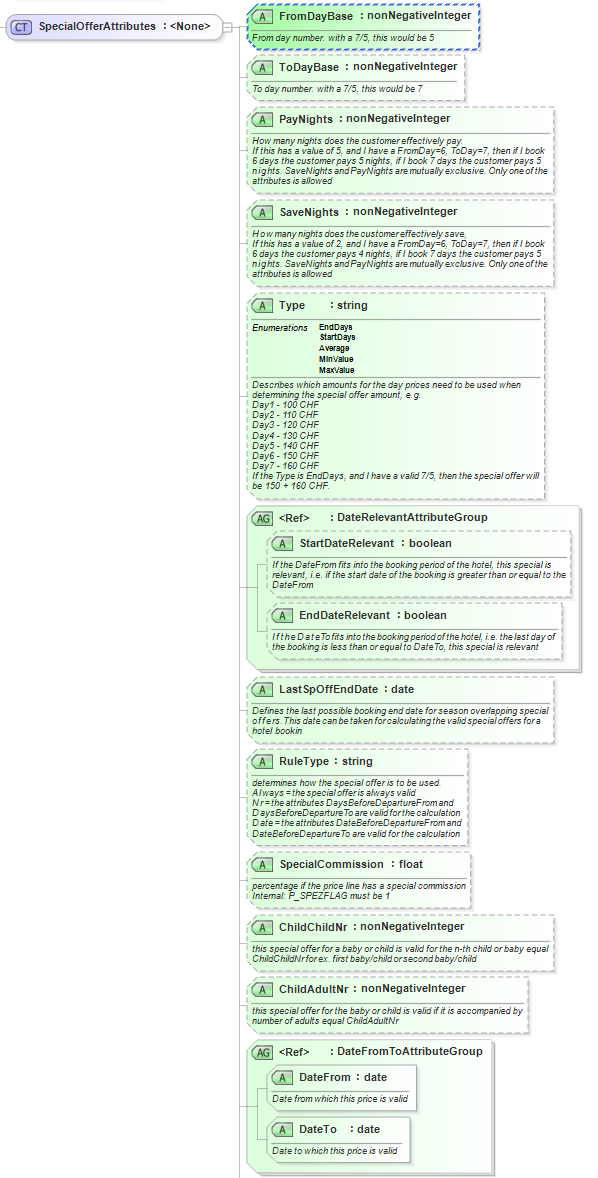 CT SpecialOfferAttributes : <None>
A FromDayBase : nonNegativeInteger
From day number. with a 7/5, this would be 5
A ToDayBase : nonNegativeInteger
To day number. with a 7/5, this would be 7
A PayNights : nonNegativeInteger
How many nights does the customer effectively pay.
If this has a value of 5, and I have a FromDay=6, ToDay=7, then if I book
6 days the customer pays 5 nights, if I book 7 days the customer pays 5
nights. SaveNights and PayNights are mutually exclusive. Only one of the
attributes is allowed
A SaveNights : nonNegativeInteger
How many nights does the customer effectively save,
If this has a value of 2, and I have a FromDay=6, ToDay=7, then if I book
6 days the customer pays 4 nights, if I book 7 days the customer pays 5
nights. SaveNights and PayNights are mutually exclusive. Only one of the
attributes is allowed
A Type : string
Enumerations EndDays
StartDays
Average
MinValue
MaxValue
Describes which amounts for the day prices need to be used when
determining the special offer amount, e.g.
Day1 - 100 CHF
Day2 - 110 CHF
Day3 - 120 CHF
Day4 - 130 CHF
Day5 - 140 CHF
Day6 - 150 CHF
Day7 - 160 CHF
If the Type is EndDays, and I have a valid 7/5, then the special offer will
be 150 + 160 CHF.
AG <Ref> : DateRelevantAttributeGroup
A StartDateRelevant : boolean
If the DateFrom fits into the booking period of the hotel, this special is
relevant, i.e. if the start date of the booking is greater than or equal to the
DateFrom
A EndDateRelevant : boolean
If the DateTo fits into the booking period of the hotel, i.e. the last day of
the booking is less than or equal to DateTo, this special is relevant
A LastSpOffEndDate : date
Defines the last possible booking end date for season overlapping special
offers. This date can be taken for calculating the valid special offers for a
hotel bookin
A RuleType : string
determines how the special offer is to be used.
Always = the special offer is always valid
Nr = the attributes DaysBeforeDepartureFrom and
DaysBeforeDepartureTo are valid for the calculation
Date = the attributes DateBeforeDepartureFrom and
DateBeforeDepartureTo are valid for the calculation
A SpecialCommission : float
percentage if the price line has a special commission
Internal: P_SPEZFLAG must be 1
A ChildChildNr : nonNegativeInteger
this special offer for a baby or child is valid for the n-th child or baby equal
ChildChildNr for ex. first baby/child or second baby/child
A ChildAdultNr : nonNegativeInteger
this special offer for the baby or child is valid if it is accompanied by
number of adults equal ChildAdultNr
AG <Ref> : DateFromToAttributeGroup
A DateFrom : date
Date from which this price is valid
A DateTo : date
Date to which this price is valid